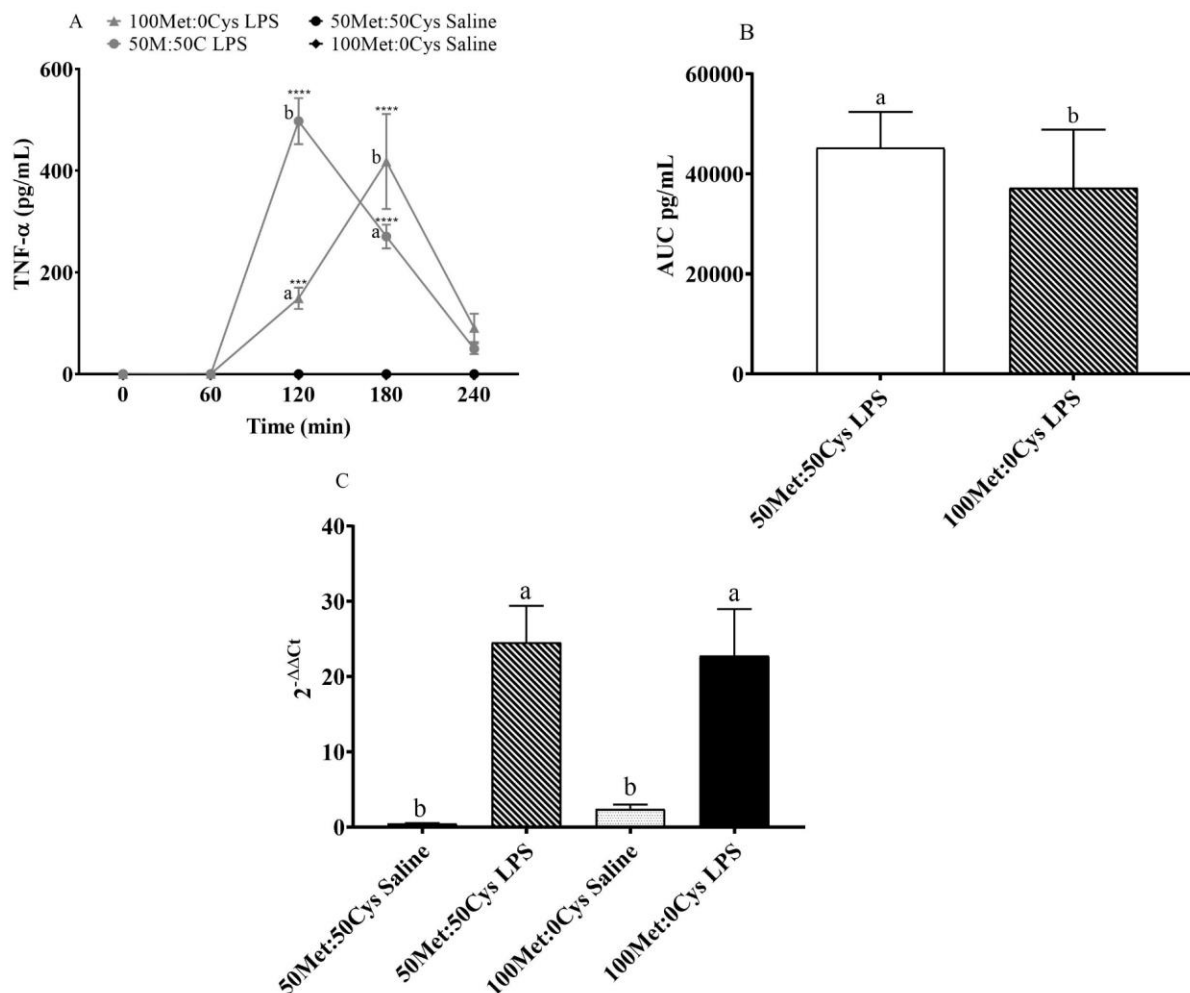 A
100Met:0Cys LPS
50M:50C LPS
50Met:50Cys Saline
100Met:0Cys Saline
TNF-α (pg/mL)
600
400
200
0
b
****
a
***
b
****
a
****
0 60 120 180 240
Time (min)
B
AUC pg/mL
60000
40000
20000
0
a
b
50Met:50Cys LPS
100Met:0Cys LPS
C
2-ΔΔCt
40
30
20
10
0
b
a
b
a
50Met:50Cys Saline
50Met:50Cys LPS
100Met:0Cys Saline
100Met:0Cys LPS